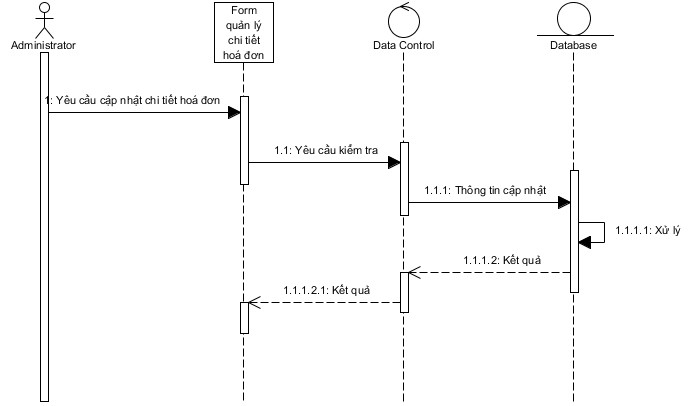 Form
quản lý
chi tiết
hoá đơn
Administrator
Data Control
Database
1: Yêu cầu cập nhật chi tiết hoá đơn
1.1: Yêu cầu kiểm tra
1.1.1: Thông tin cập nhật
1.1.1.1: Xử lý
1.1.1.2: Kết quả
1.1.1.2.1: Kết quả